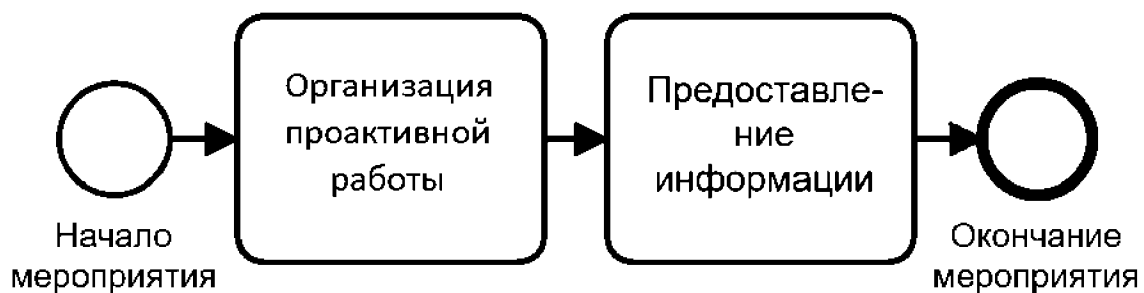 Начало
мероприятия
Организация
проактивной
работы
Предоставле-
ние
информации
Окончание
мероприятия